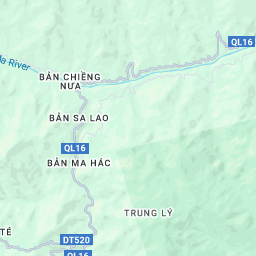 QL16
a River
BẢN CHIỀNG
NƯA
BẢN SA LAO
QL16
BẢN MA HÁC
TRUNG LÝ
TÉ
DT520
QL16